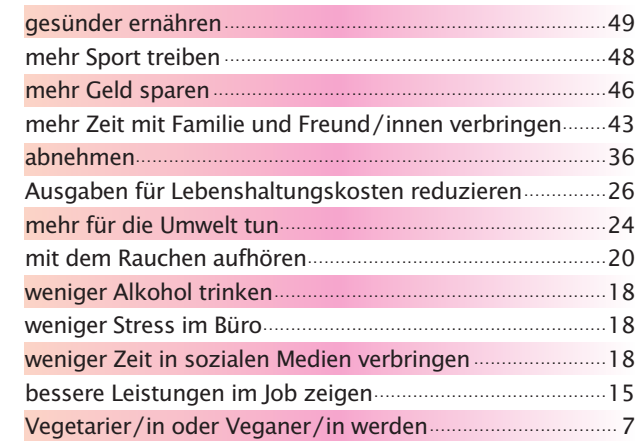 gesünder ernähren 49
mehr Sport treiben 48
mehr Geld sparen 46
mehr Zeit mit Familie und Freund/innen verbringen 43
abnehmen 36
Ausgaben für Lebenshaltungskosten reduzieren 26
mehr für die Umwelt tun 24
mit dem Rauchen aufhören 20
weniger Alkohol trinken 18
weniger Stress im Büro 18
weniger Zeit in sozialen Medien verbringen 18
bessere Leistungen im Job zeigen 15
Vegetarier/in oder Veganer/in werden 7